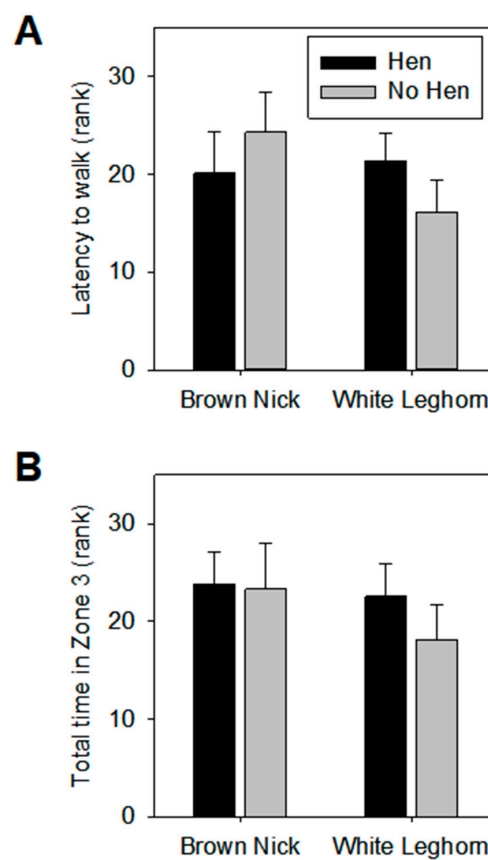 A
Latency to walk (rank)
30
20
10
0
Hen
No Hen
Brown Nick White Leghorn
B
Total time in Zone 3 (rank)
30
20
10
0
Brown Nick White Leghorn